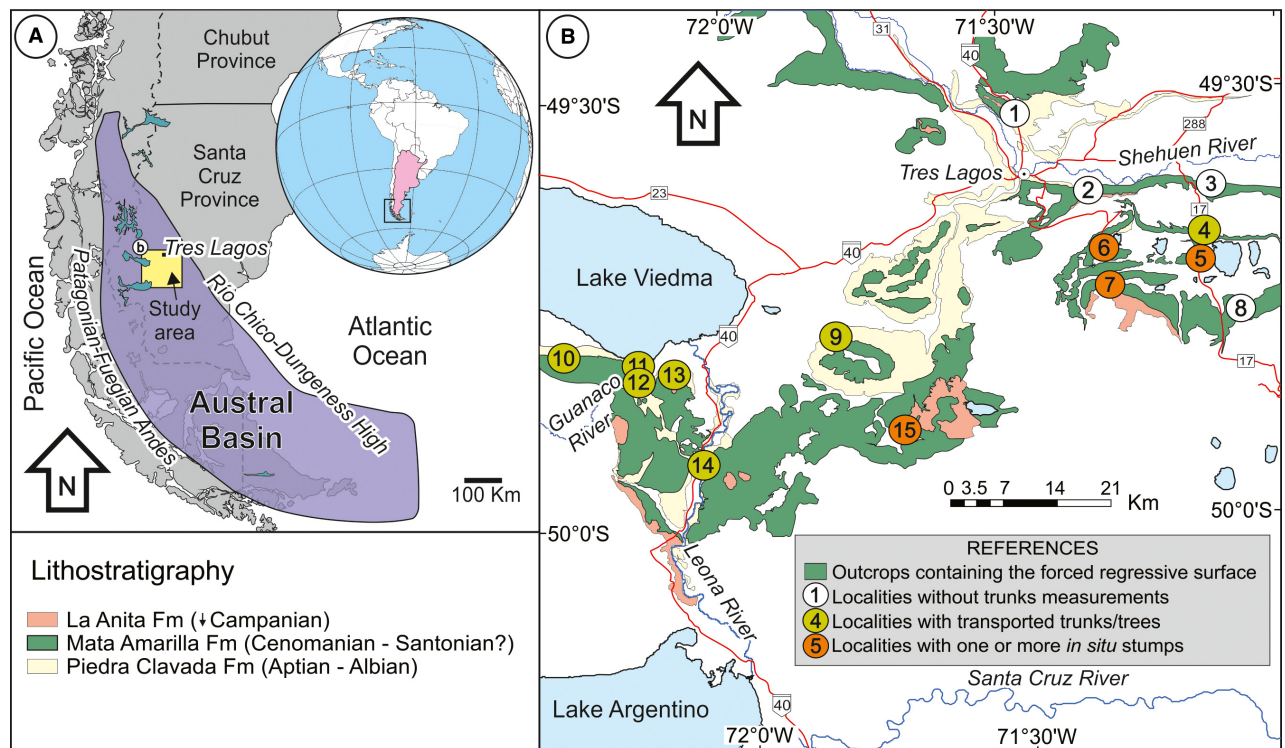 A
Chubut
Province
Santa
Cruz
Province
b
Tres Lagos
Study
area
Pacific Ocean
Patagonian-Fuegian Andes
Río Chico-Dungeness High
Atlantic
Ocean
Austral
Basin
N
100 Km
Lithostratigraphy
La Anita Fm (↓Campanian)
Mata Amarilla Fm (Cenomanian - Santonian?)
Piedra Clavada Fm (Aptian - Albian)
B
72°0'W
71°30'W
49°30'S
49°30'S
N
31
40
1
288
Shehuen River
Tres Lagos
2
3
23
17
4
6
5
40
7
Lake Viedma
8
40
9
17
10
11
12
13
Guanaco
River
15
14
0 3.5 7 14 21
Km
50°0'S
50°0'S
Leona River
REFERENCES
Outcrops containing the forced regressive surface
1 Localities without trunks measurements
4 Localities with transported trunks/trees
5 Localities with one or more in situ stumps
Santa Cruz River
Lake Argentino
40
72°0'W
71°30'W